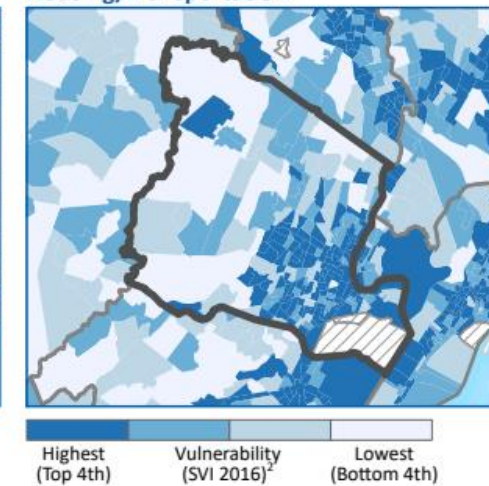 Highest
(Top 4th)
Vulnerability
(SVI 2016)²
Lowest
(Bottom 4th)